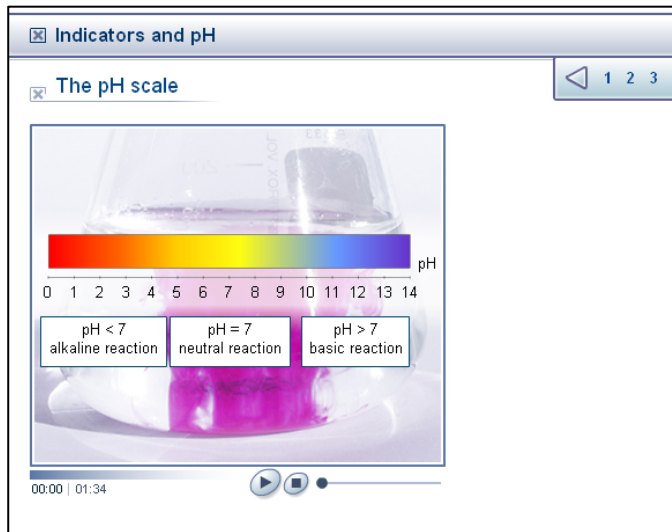 Indicators and pH
The pH scale
1 2 3
pH
0 1 2 3 4 5 6 7 8 9 10 11 12 13 14
pH < 7
alkaline reaction
pH = 7
neutral reaction
pH > 7
basic reaction
00:00 | 01:34